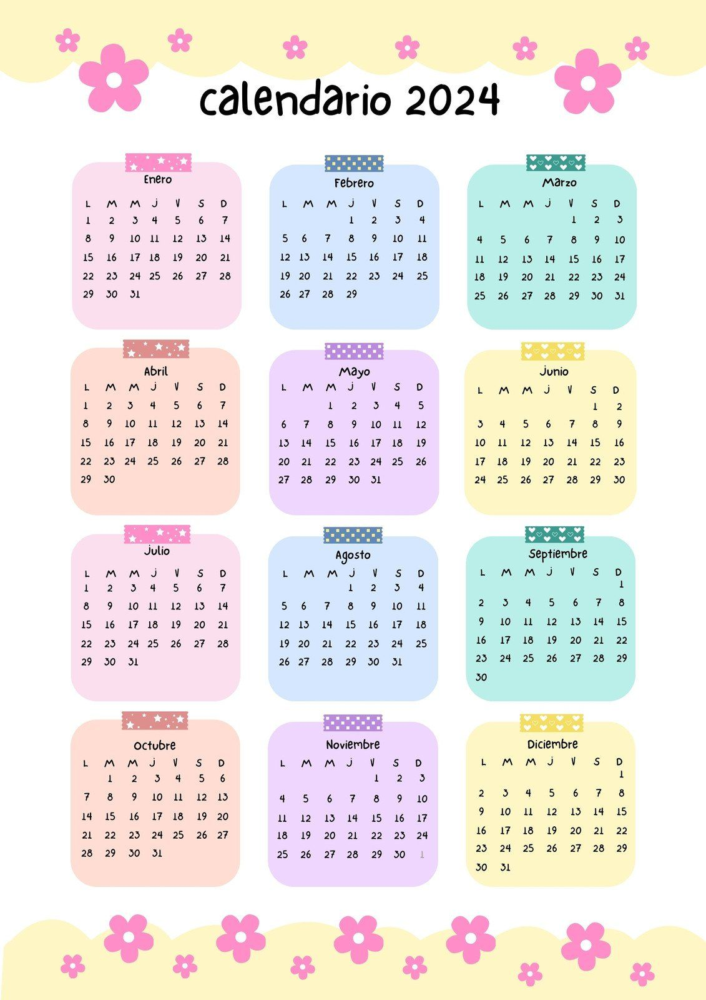 calendario 2024
Enero
L M M J V S D
1 2 3 4 5 6 7
8 9 10 11 12 13 14
15 16 17 18 19 20 21
22 23 24 25 26 27 28
29 30 31
Febrero
L M M J V S D
1 2 3 4
5 6 7 8 9 10 11
12 13 14 15 16 17 18
19 20 21 22 23 24 25
26 27 28 29
Marzo
L M M J V S D
1 2 3
4 5 6 7 8 9 10
11 12 13 14 15 16 17
18 19 20 21 22 23 24
25 26 27 28 29 30 31
Abril
L M M J V S D
1 2 3 4 5 6 7
8 9 10 11 12 13 14
15 16 17 18 19 20 21
22 23 24 25 26 27 28
29 30
Mayo
L M M J V S D
1 2 3 4 5
6 7 8 9 10 11 12
13 14 15 16 17 18 19
20 21 22 23 24 25 26
27 28 29 30 31
Junio
L M M J V S D
1 2
3 4 5 6 7 8 9
10 11 12 13 14 15 16
17 18 19 20 21 22 23
24 25 26 27 28 29 30
Julio
L M M J V S D
1 2 3 4 5 6 7
8 9 10 11 12 13 14
15 16 17 18 19 20 21
22 23 24 25 26 27 28
29 30 31
Agosto
L M M J V S D
1 2 3 4
5 6 7 8 9 10 11
12 13 14 15 16 17 18
19 20 21 22 23 24 25
26 27 28 29 30 31
Septiembre
L M M J V S D
1
2 3 4 5 6 7 8
9 10 11 12 13 14 15
16 17 18 19 20 21 22
23 24 25 26 27 28 29
30
Octubre
L M M J V S D
1 2 3 4 5 6
7 8 9 10 11 12 13
14 15 16 17 18 19 20
21 22 23 24 25 26 27
28 29 30 31
Noviembre
L M M J V S D
1 2 3
4 5 6 7 8 9 10
11 12 13 14 15 16 17
18 19 20 21 22 23 24
25 26 27 28 29 30 1
Diciembre
L M M J V S D
1
2 3 4 5 6 7 8
9 10 11 12 13 14 15
16 17 18 19 20 21 22
23 24 25 26 27 28 29
30 31